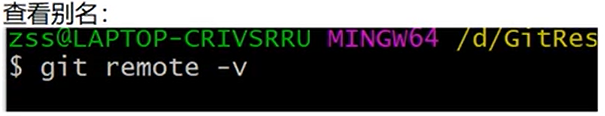 查看别名：
zss@LAPTOP-CRIVSRRU MINGW64 /d/GitRes
$ git remote -v